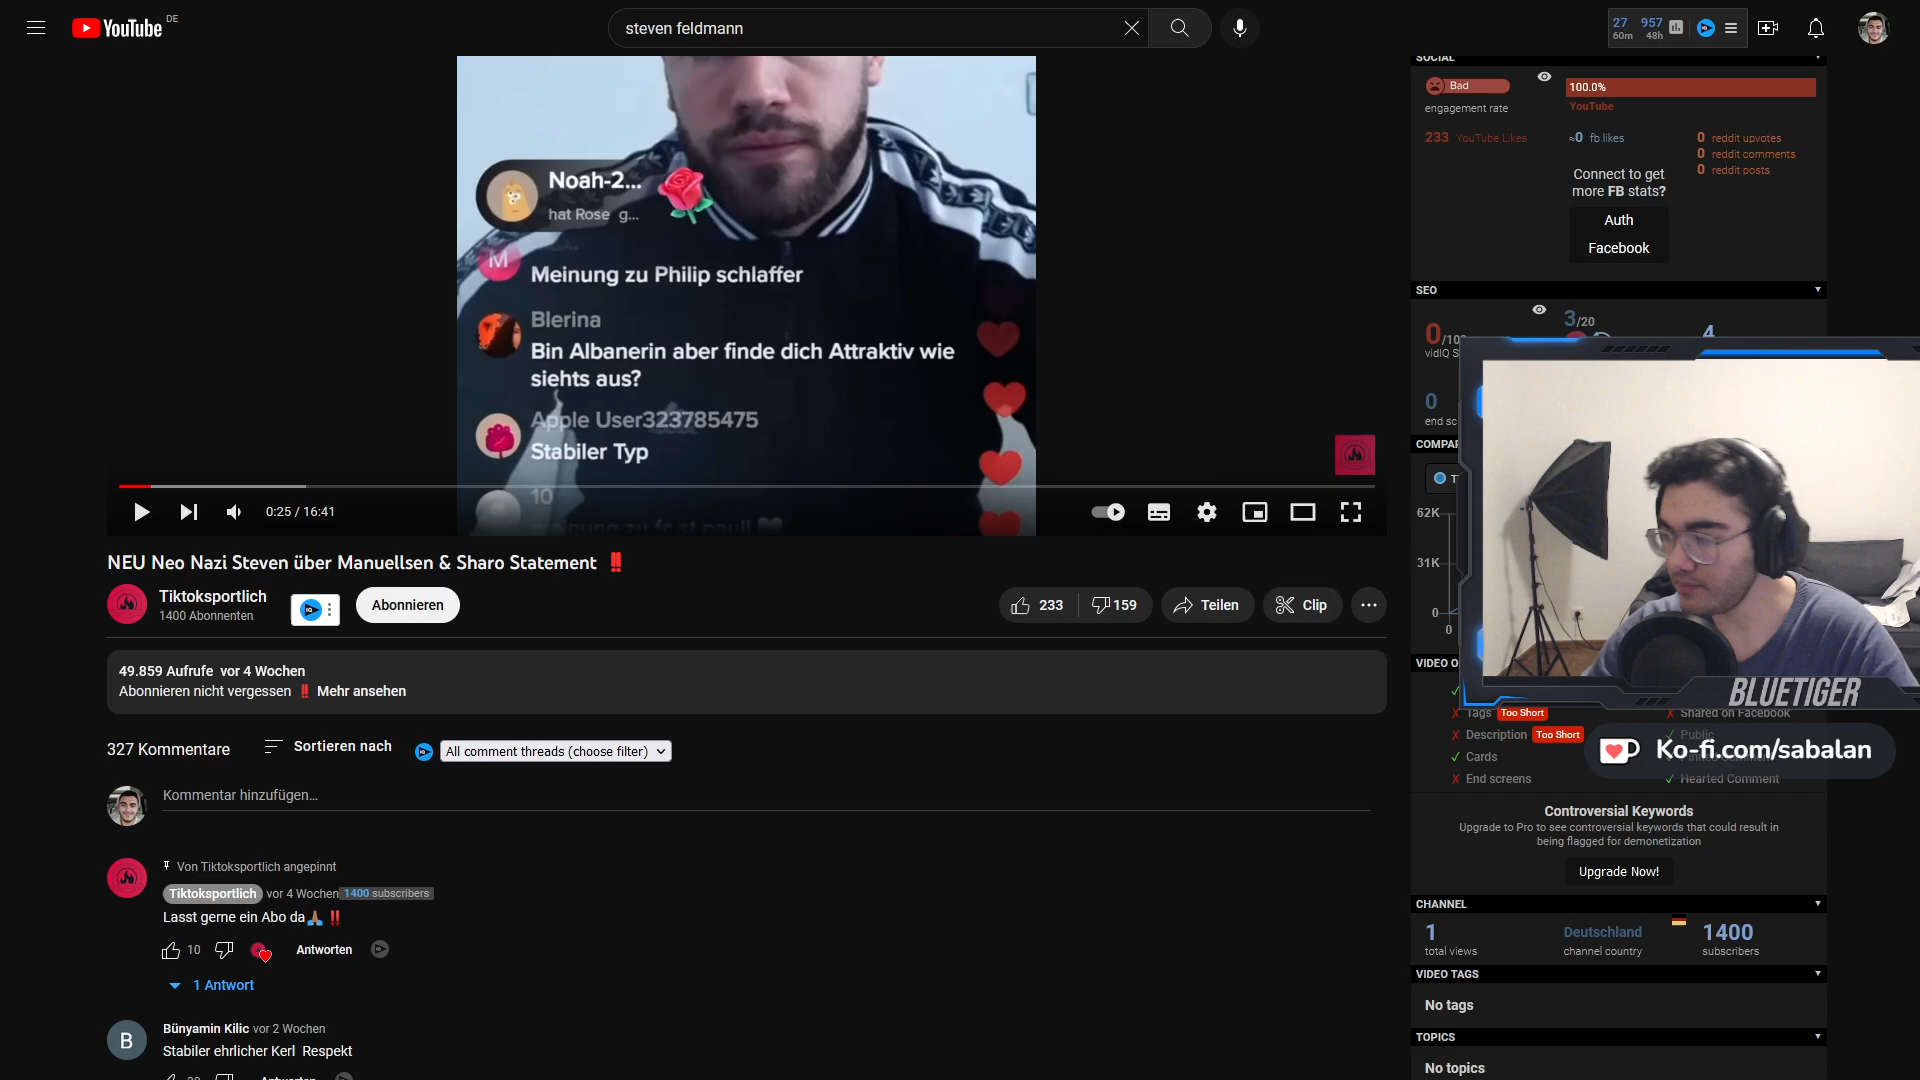 YouTube DE
steven feldmann
27 957
60m 48h
Noah-2...
hat Rose g...
M
Meinung zu Philip schlaffer
Blerina
Bin Albanerin aber finde dich Attraktiv wie
siehts aus?
Apple User323785475
Stabiler Typ
10
meinung zu fc st pauli
0:25 / 16:41
NEU Neo Nazi Steven über Manuellsen & Sharo Statement ‼️
Tiktoksportlich
1400 Abonnenten
Abonnieren
233
159
Teilen
Clip
49.859 Aufrufe vor 4 Wochen
Abonnieren nicht vergessen ‼️ Mehr ansehen
327 Kommentare
Sortieren nach
All comment threads (choose filter)
Kommentar hinzufügen...
Von Tiktoksportlich angepinnt
Tiktoksportlich vor 4 Wochen 1400 subscribers
Lasst gerne ein Abo da🙏🏽 ‼️
10
Antworten
1 Antwort
B
Bünyamin Kilic vor 2 Wochen
Stabiler ehrlicher Kerl Respekt
Antworten
SOCIAL
Bad
engagement rate
100.0%
YouTube
233 YouTube Likes
≈0 fb likes
0 reddit upvotes
0 reddit comments
0 reddit posts
Connect to get
more FB stats?
Auth
Facebook
SEO
0/100
vidIQ S
3/20
4
0
end sc
COMPAR
T
62K
31K
0
0
VIDEO O
BLUETIGER
Tags Too Short
Shared on Facebook
Description Too Short
Public
Cards
End screens
Hearted Comment
Ko-fi.com/sabalan
Controversial Keywords
Upgrade to Pro to see controversial keywords that could result in
being flagged for demonetization
Upgrade Now!
CHANNEL
1
total views
Deutschland
channel country
1400
subscribers
VIDEO TAGS
No tags
TOPICS
No topics